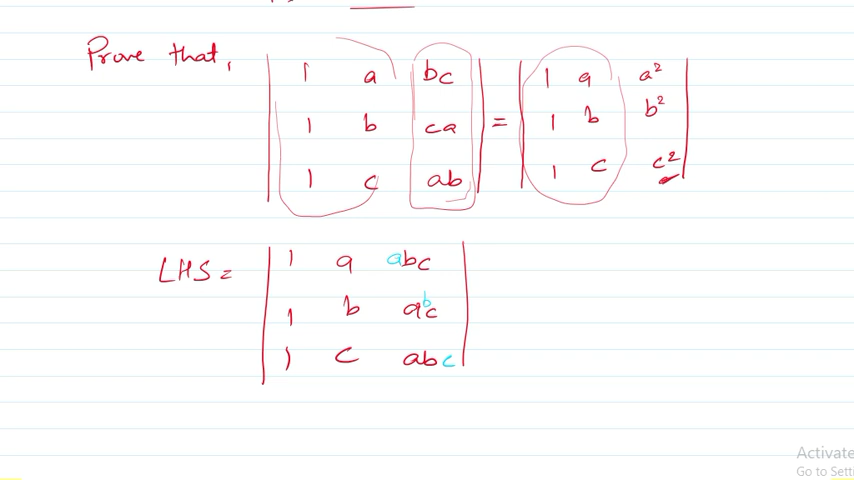 Prove that, | 1 a bc | = | 1 a a² |
| 1 b ca | | 1 b b² |
| 1 c ab | | 1 c c² |
LHS = | 1 a abc |
| 1 b abc |
| 1 c abc |
Activate
Go to Setti